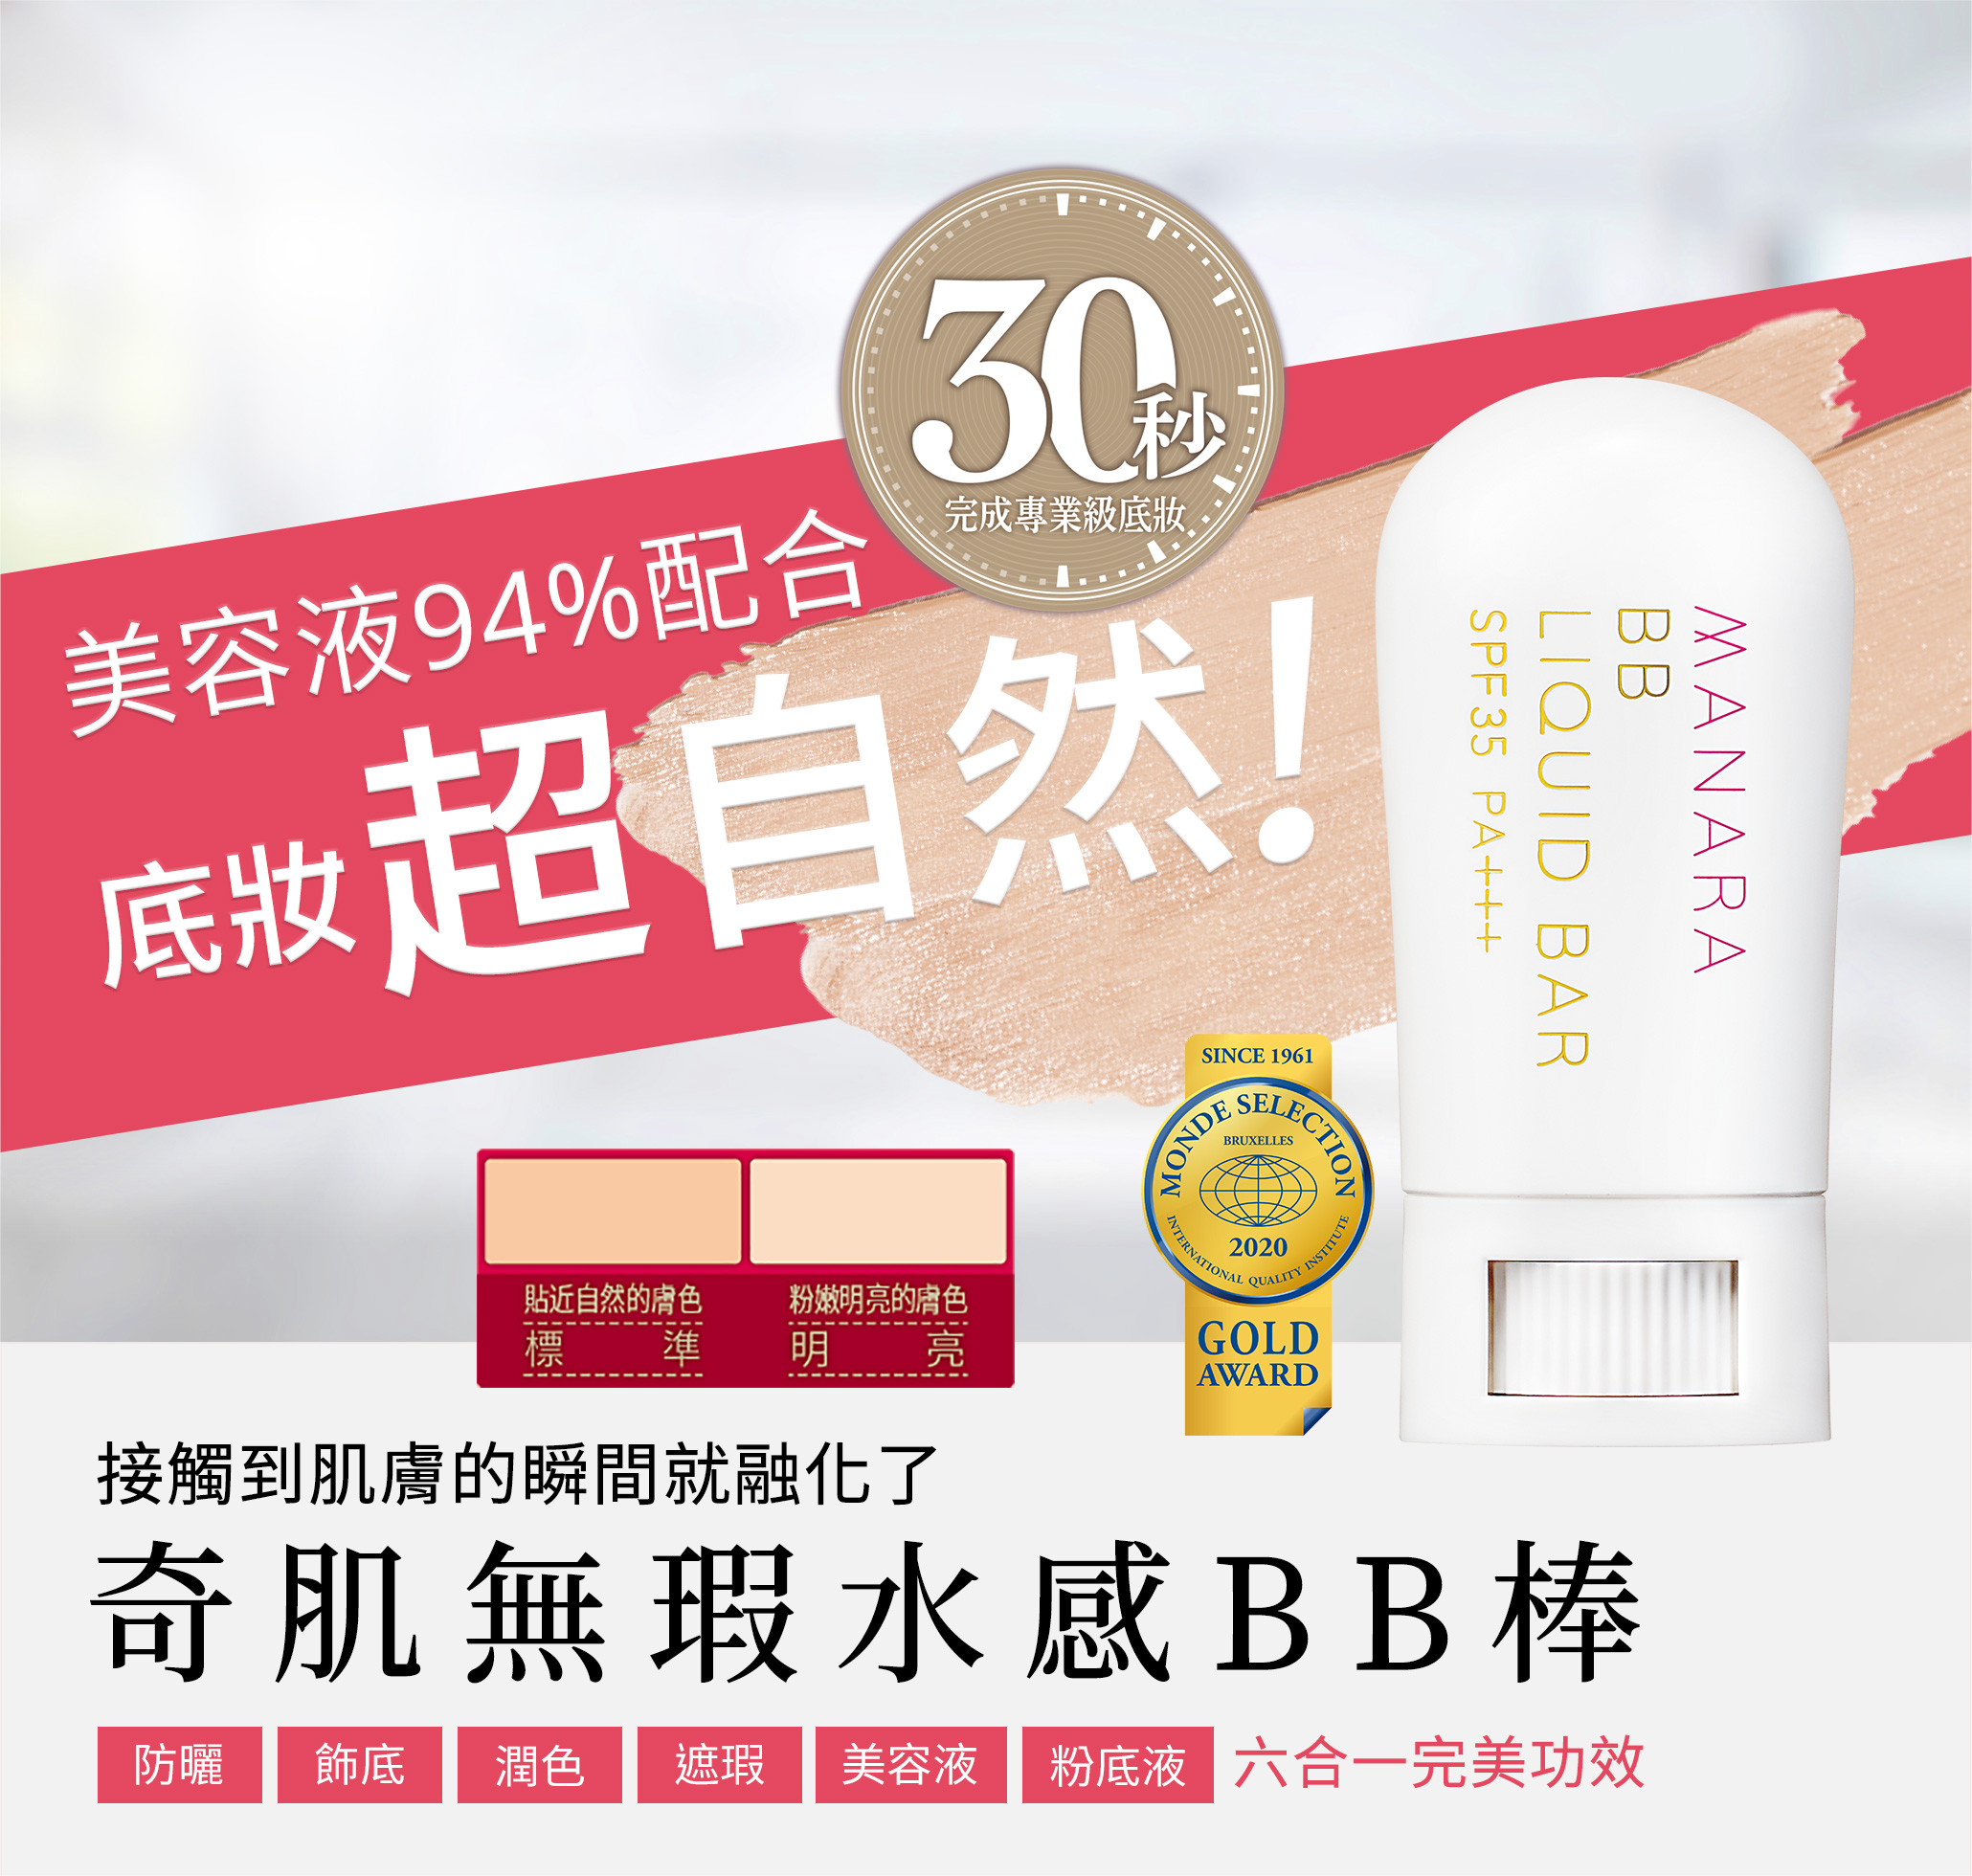 30秒
完成專業級底妝
美容液94%配合
底妝超自然!
MANARA
BB
LIQUID BAR
SPF35 PA+++
SINCE 1961
MONDE SELECTION
BRUXELLES
2020
INTERNATIONAL QUALITY INSTITUTE
GOLD
AWARD
貼近自然的膚色
標準
粉嫩明亮的膚色
明亮
接觸到肌膚的瞬間就融化了
奇肌無瑕水感BB棒
防曬 飾底 潤色 遮瑕 美容液 粉底液 六合一完美功效